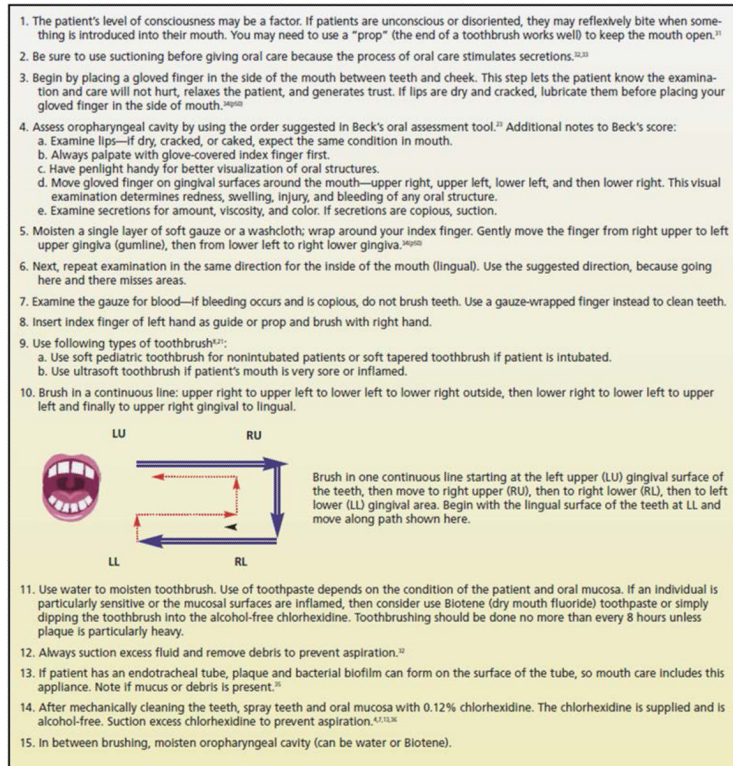 1. The patient's level of consciousness may be a factor. If patients are unconscious or disoriented, they may reflexively bite when some-
thing is introduced into their mouth. You may need to use a "prop" (the end of a toothbrush works well) to keep the mouth open.31
2. Be sure to use suctioning before giving oral care because the process of oral care stimulates secretions.32,33
3. Begin by placing a gloved finger in the side of the mouth between teeth and cheek. This step lets the patient know the examina-
tion and care will not hurt, relaxes the patient, and generates trust. If lips are dry and cracked, lubricate them before placing your
gloved finger in the side of mouth.34(p50)
4. Assess oropharyngeal cavity by using the order suggested in Beck's oral assessment tool.23 Additional notes to Beck's score:
a. Examine lips—if dry, cracked, or caked, expect the same condition in mouth.
b. Always palpate with glove-covered index finger first.
c. Have penlight handy for better visualization of oral structures.
d. Move gloved finger on gingival surfaces around the mouth—upper right, upper left, lower left, and then lower right. This visual
examination determines redness, swelling, injury, and bleeding of any oral structure.
e. Examine secretions for amount, viscosity, and color. If secretions are copious, suction.
5. Moisten a single layer of soft gauze or a washcloth; wrap around your index finger. Gently move the finger from right upper to left
upper gingiva (gumline), then from lower left to right lower gingiva.34(p50)
6. Next, repeat examination in the same direction for the inside of the mouth (lingual). Use the suggested direction, because going
here and there misses areas.
7. Examine the gauze for blood—if bleeding occurs and is copious, do not brush teeth. Use a gauze-wrapped finger instead to clean teeth.
8. Insert index finger of left hand as guide or prop and brush with right hand.
9. Use following types of toothbrush8,21:
a. Use soft pediatric toothbrush for nonintubated patients or soft tapered toothbrush if patient is intubated.
b. Use ultrasoft toothbrush if patient's mouth is very sore or inflamed.
10. Brush in a continuous line: upper right to upper left to lower left to lower right outside, then lower right to lower left to upper
left and finally to upper right gingival to lingual.
LU RU
Brush in one continuous line starting at the left upper (LU) gingival surface of
the teeth, then move to right upper (RU), then to right lower (RL), then to left
lower (LL) gingival area. Begin with the lingual surface of the teeth at LL and
move along path shown here.
LL RL
11. Use water to moisten toothbrush. Use of toothpaste depends on the condition of the patient and oral mucosa. If an individual is
particularly sensitive or the mucosal surfaces are inflamed, then consider use Biotene (dry mouth fluoride) toothpaste or simply
dipping the toothbrush into the alcohol-free chlorhexidine. Toothbrushing should be done no more than every 8 hours unless
plaque is particularly heavy.
12. Always suction excess fluid and remove debris to prevent aspiration.32
13. If patient has an endotracheal tube, plaque and bacterial biofilm can form on the surface of the tube, so mouth care includes this
appliance. Note if mucus or debris is present.35
14. After mechanically cleaning the teeth, spray teeth and oral mucosa with 0.12% chlorhexidine. The chlorhexidine is supplied and is
alcohol-free. Suction excess chlorhexidine to prevent aspiration.
15. In between brushing, moisten oropharyngeal cavity (can be water or Biotene).